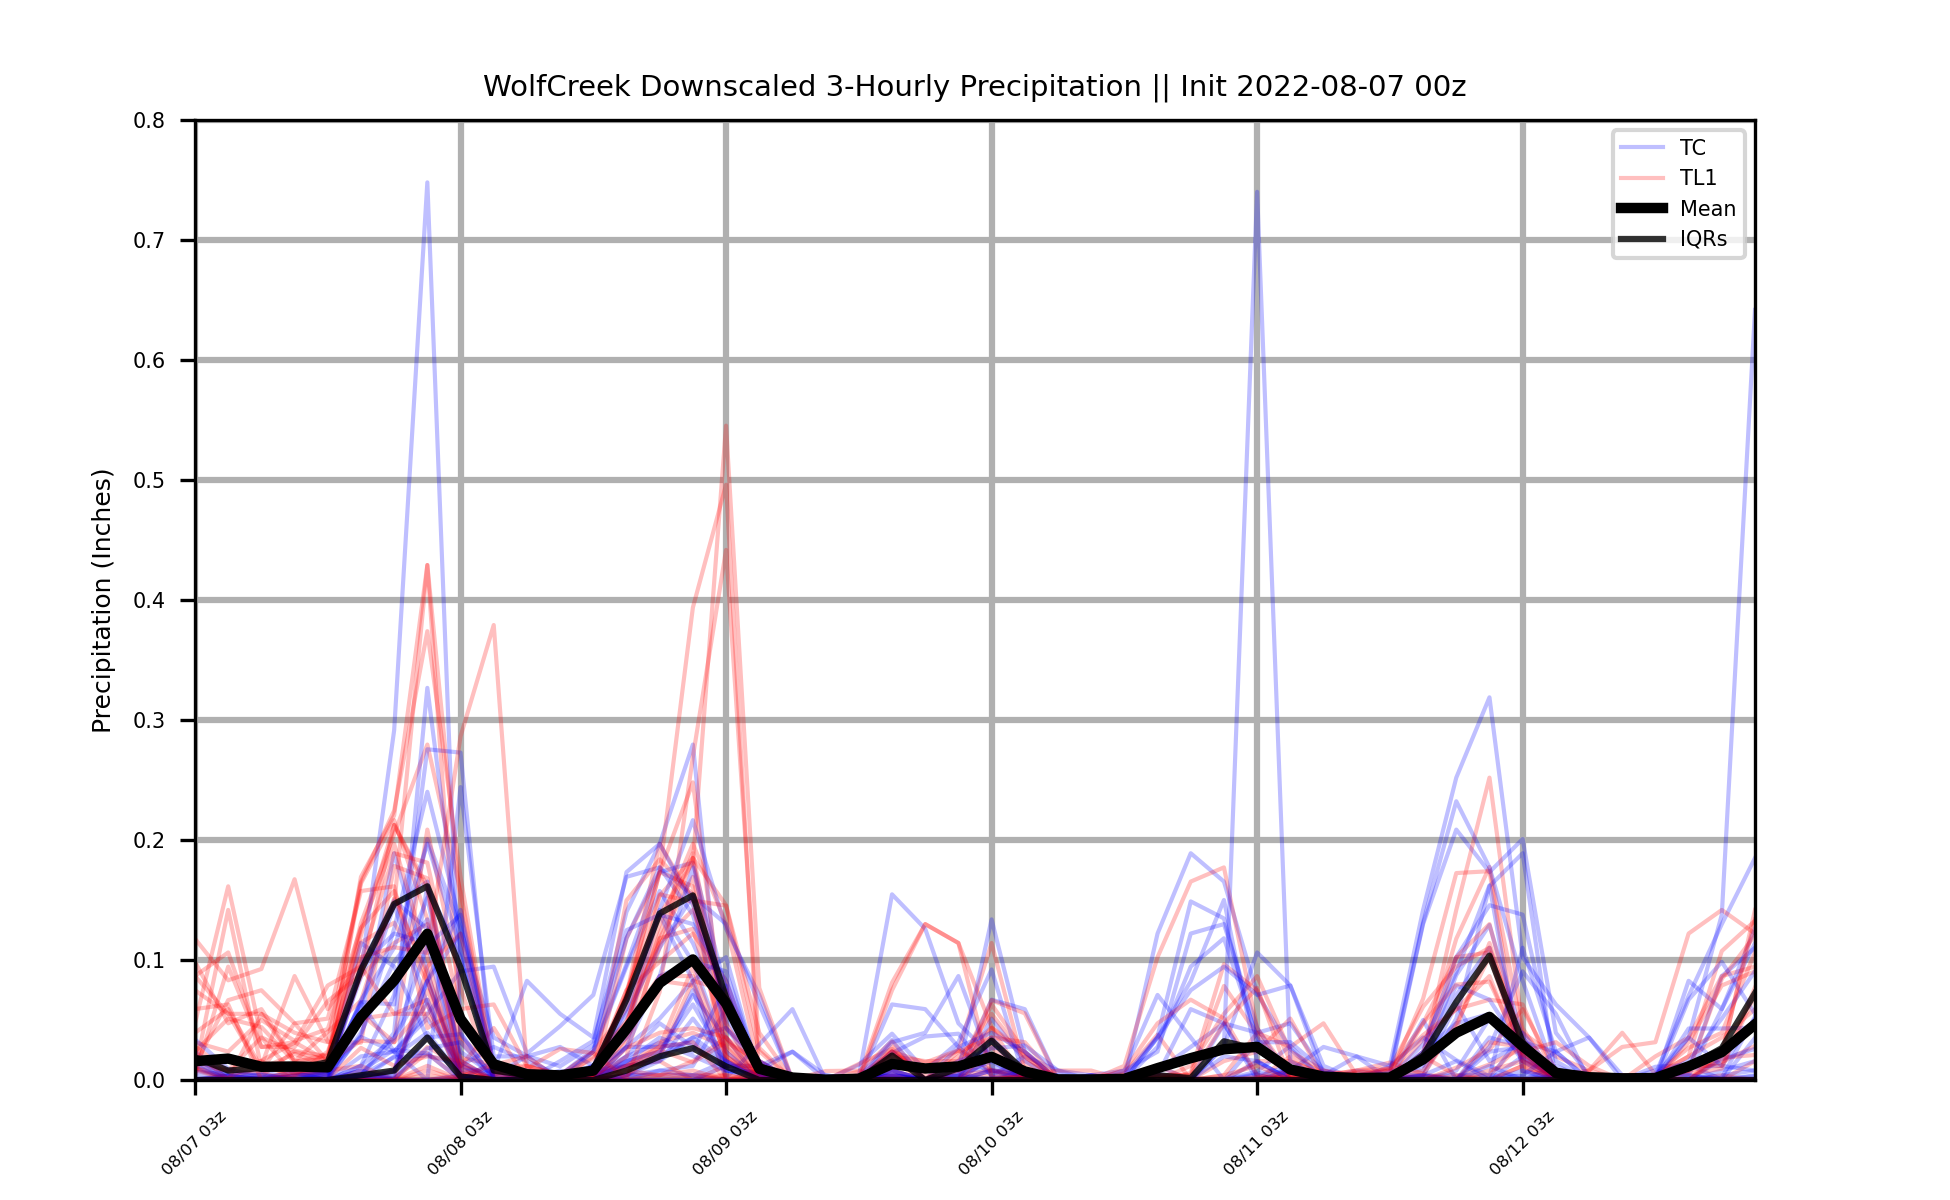 WolfCreek Downscaled 3-Hourly Precipitation || Init 2022-08-07 00z
Precipitation (Inches)
0.8
0.7
0.6
0.5
0.4
0.3
0.2
0.1
0.0
TC
TL1
Mean
IQRs
08/07 03z
08/08 03z
08/09 03z
08/10 03z
08/11 03z
08/12 03z